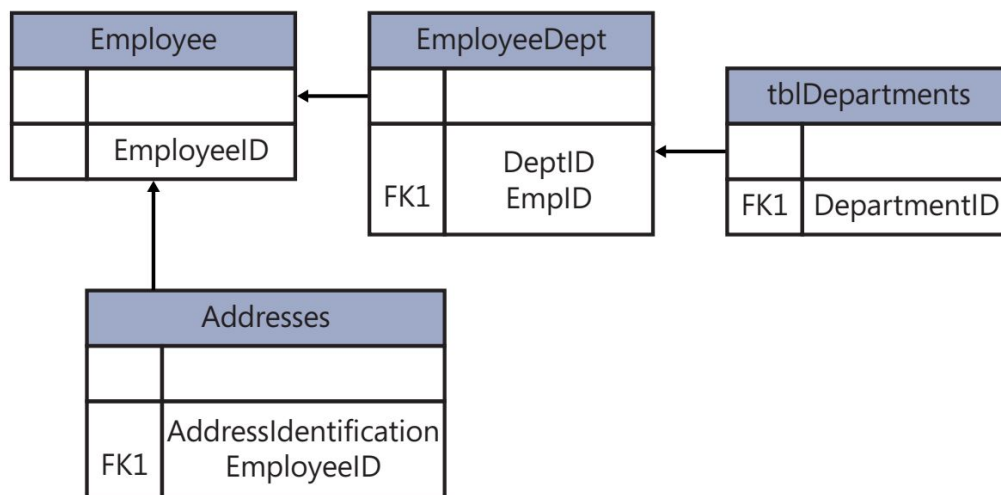 Employee
EmployeeID
EmployeeDept
DeptID
FK1 EmpID
tblDepartments
FK1 DepartmentID
Addresses
AddressIdentification
FK1 EmployeeID